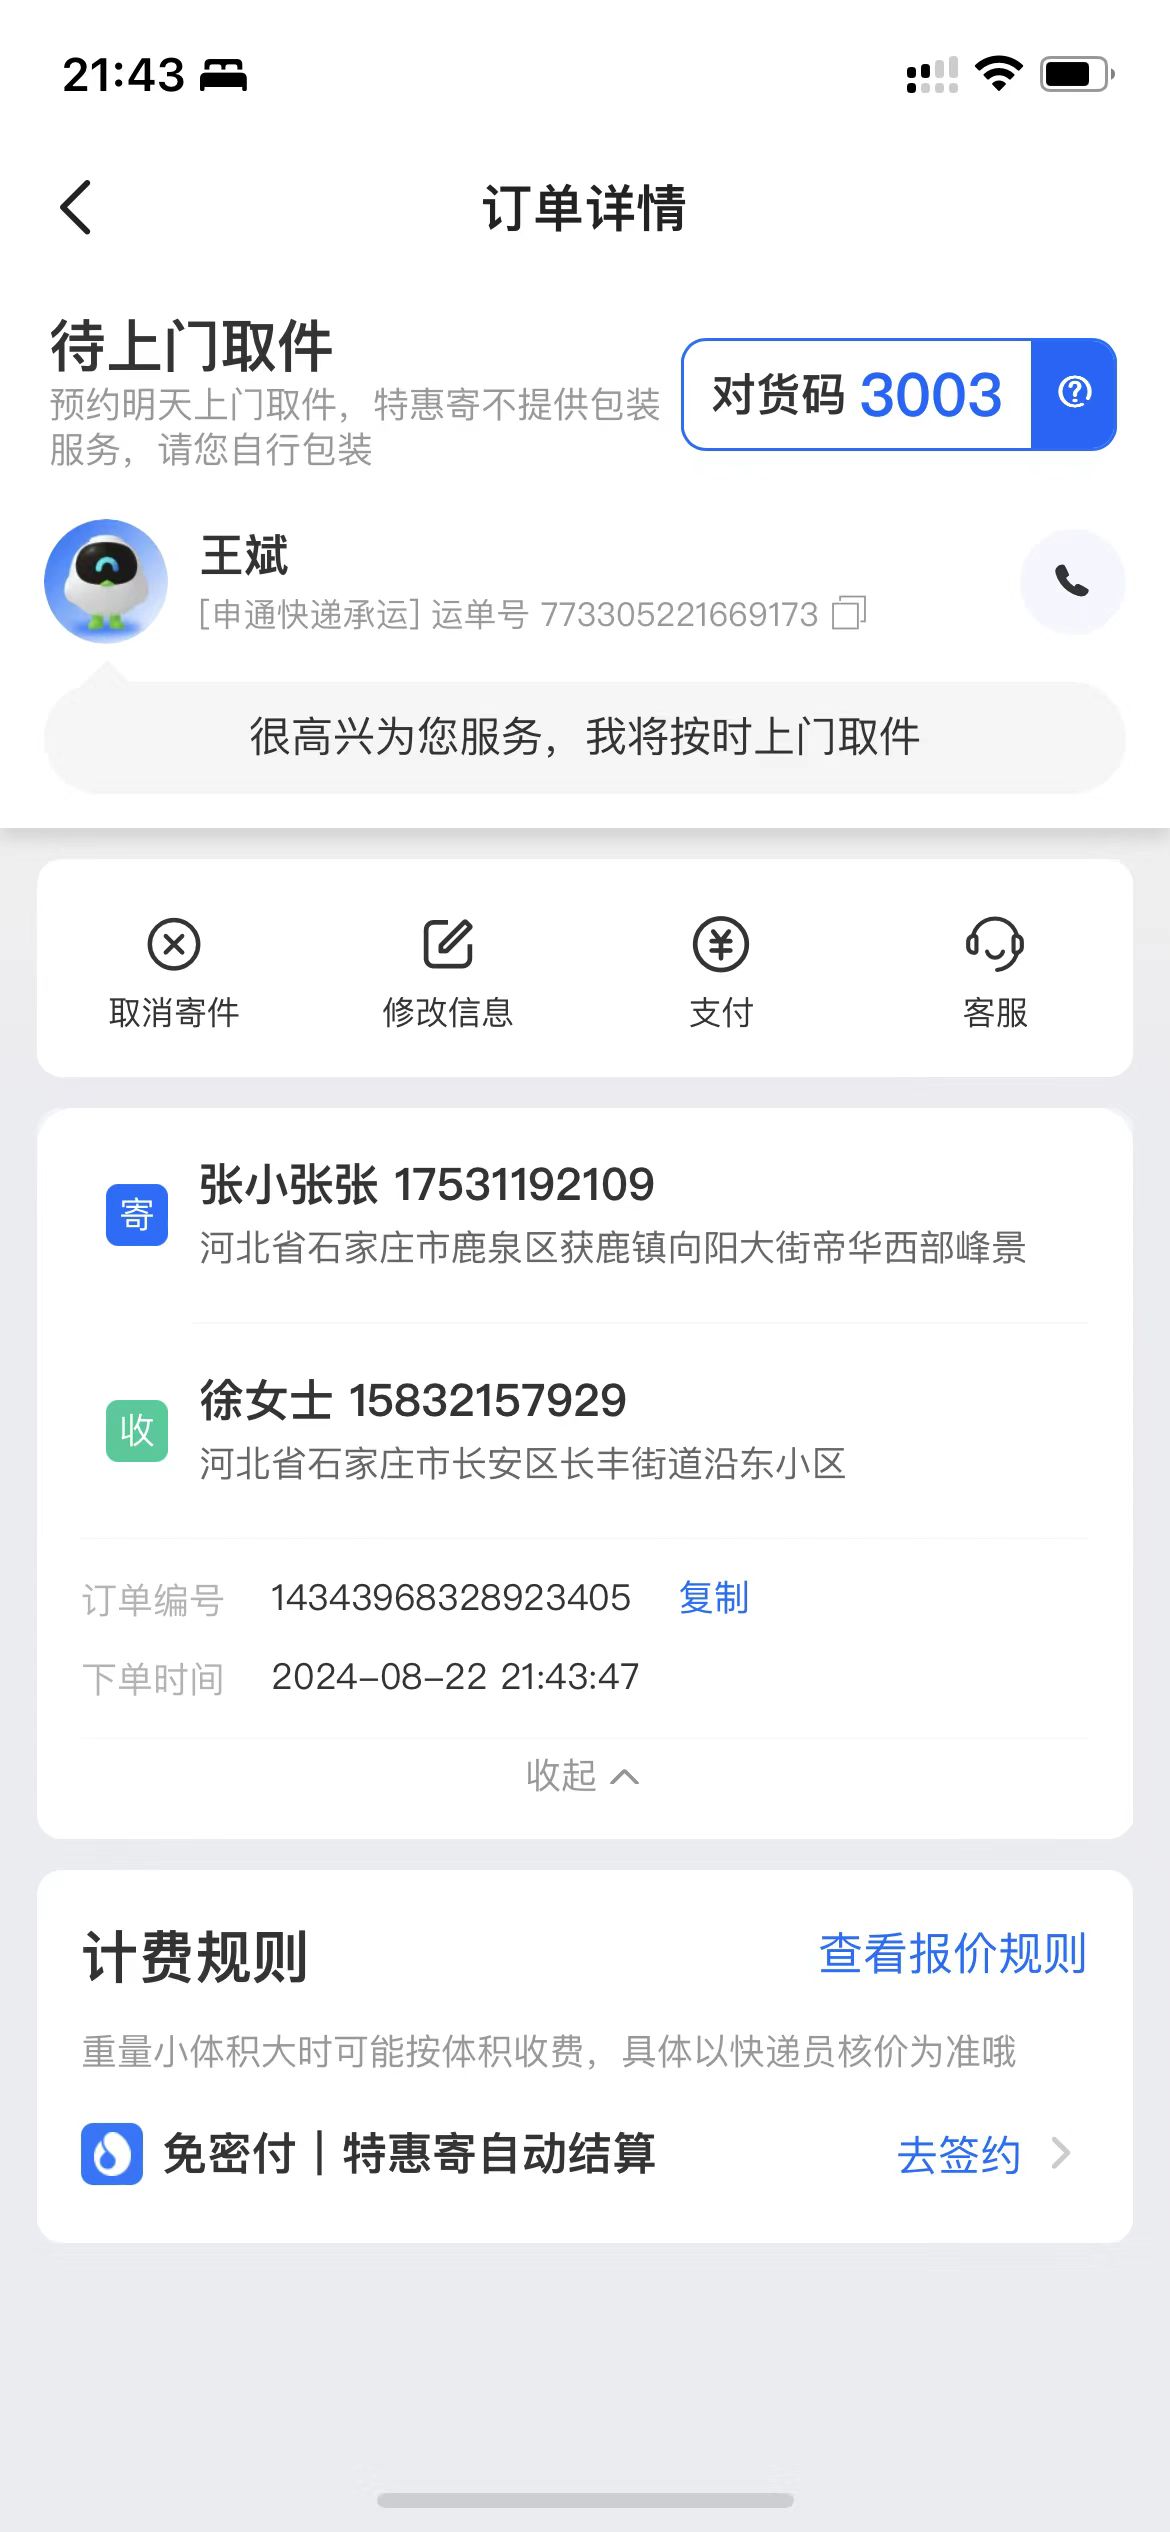 21:43
订单详情
待上门取件
预约明天上门取件，特惠寄不提供包装
服务，请您自行包装
对货码 3003
王斌
[申通快递承运] 运单号 773305221669173
很高兴为您服务，我将按时上门取件
取消寄件 修改信息 支付 客服
寄
张小张张 17531192109
河北省石家庄市鹿泉区获鹿镇向阳大街帝华西部峰景
收
徐女士 15832157929
河北省石家庄市长安区长丰街道沿东小区
订单编号 14343968328923405 复制
下单时间 2024-08-22 21:43:47
收起
计费规则 查看报价规则
重量小体积大时可能按体积收费，具体以快递员核价为准哦
免密付｜特惠寄自动结算 去签约